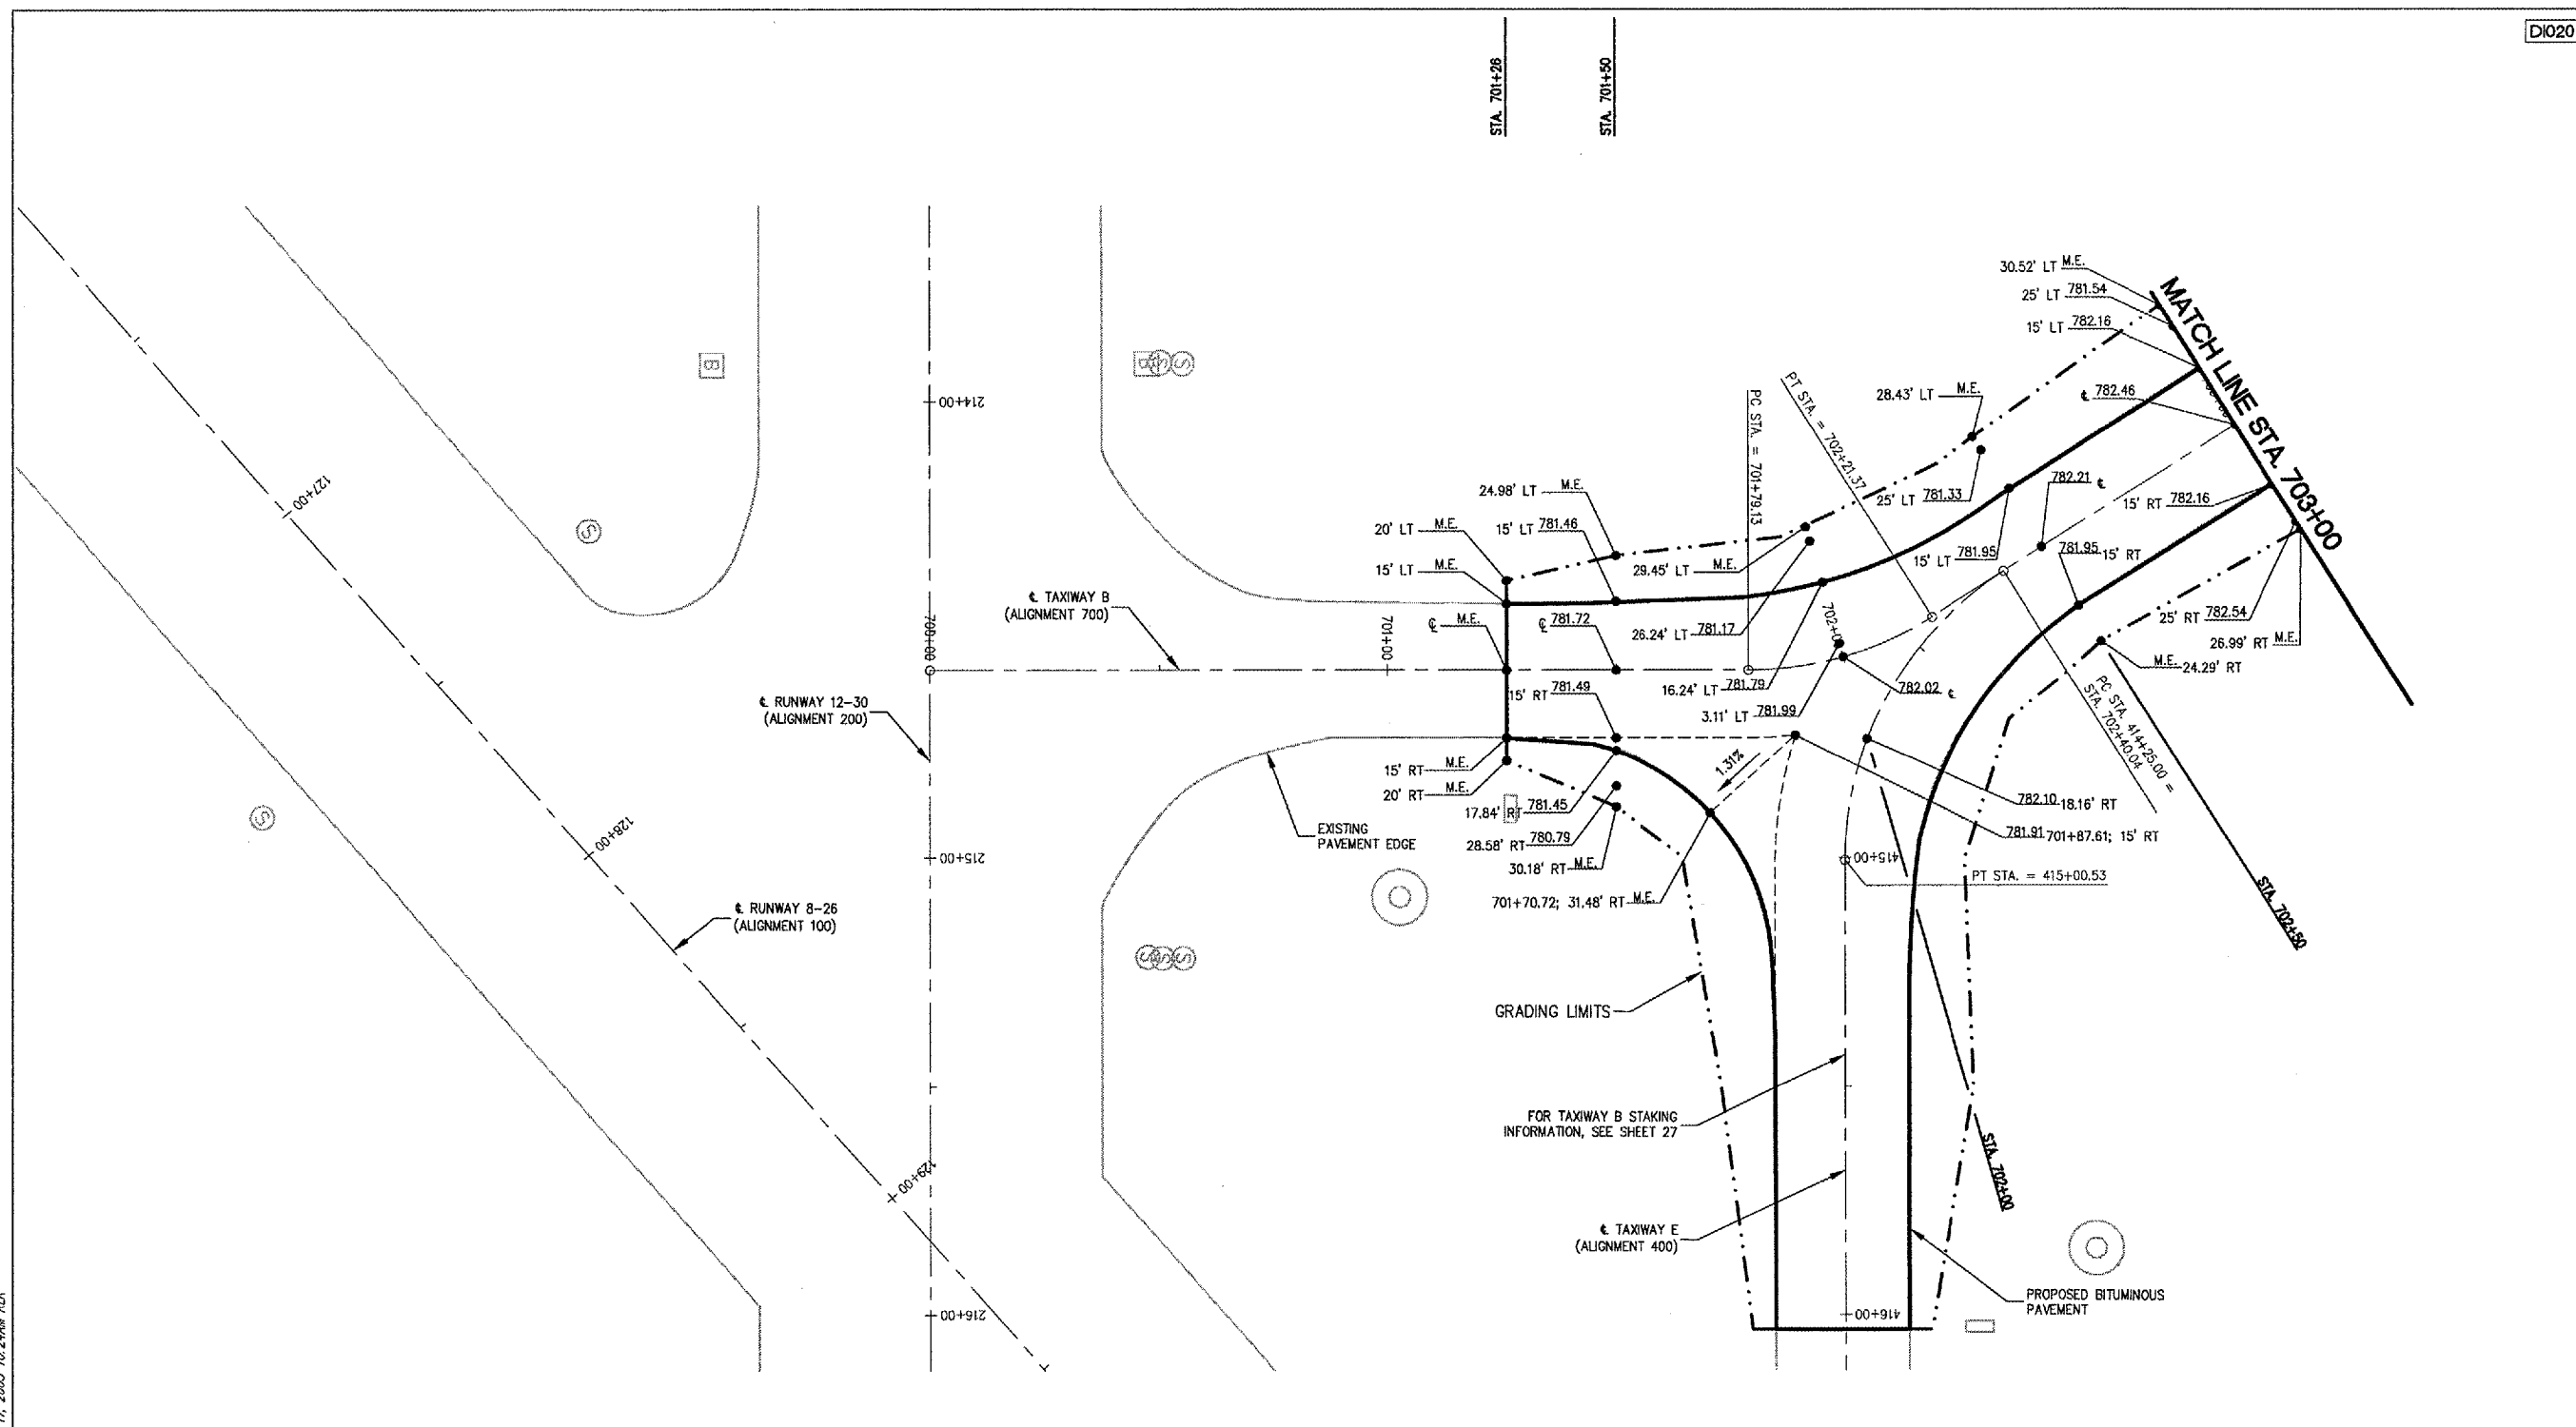 DI020
STA. 701+26
STA. 701+50
30.52' LT M.E.
25' LT 781.54
15' LT 782.16
℄ 782.46
MATCH LINE STA. 703+00
28.43' LT M.E.
25' LT 781.33
782.21 ℄
15' RT 782.16
PC STA. = 701+79.13
PT STA. = 702+21.37
24.98' LT M.E.
20' LT M.E.
15' LT 781.46
15' LT M.E.
29.45' LT M.E.
15' LT 781.95
781.95 15' RT
℄ TAXIWAY B
(ALIGNMENT 700)
℄ M.E.
℄ 781.72
26.24' LT 781.17
25' RT 782.54
26.99' RT M.E.
M.E. 24.29' RT
16.24' LT 781.79
782.02 ℄
15' RT 781.49
3.11' LT 781.99
PC STA. 414+25.00 =
STA. 702+40.04
214+00
127+00
700+00
701+00
℄ RUNWAY 12-30
(ALIGNMENT 200)
1.31%
15' RT M.E.
20' RT M.E.
17.84' RT 781.45
28.58' RT 780.79
30.18' RT M.E.
701+70.72; 31.48' RT M.E.
782.10 18.16' RT
781.91 701+87.61; 15' RT
PT STA. = 415+00.53
415+00
EXISTING
PAVEMENT EDGE
128+00
215+00
℄ RUNWAY 8-26
(ALIGNMENT 100)
STA. 702+50
GRADING LIMITS
FOR TAXIWAY B STAKING
INFORMATION, SEE SHEET 27
STA. 702+00
129+00
℄ TAXIWAY E
(ALIGNMENT 400)
PROPOSED BITUMINOUS
PAVEMENT
216+00
416+00
B
S
S
S
S
S
S